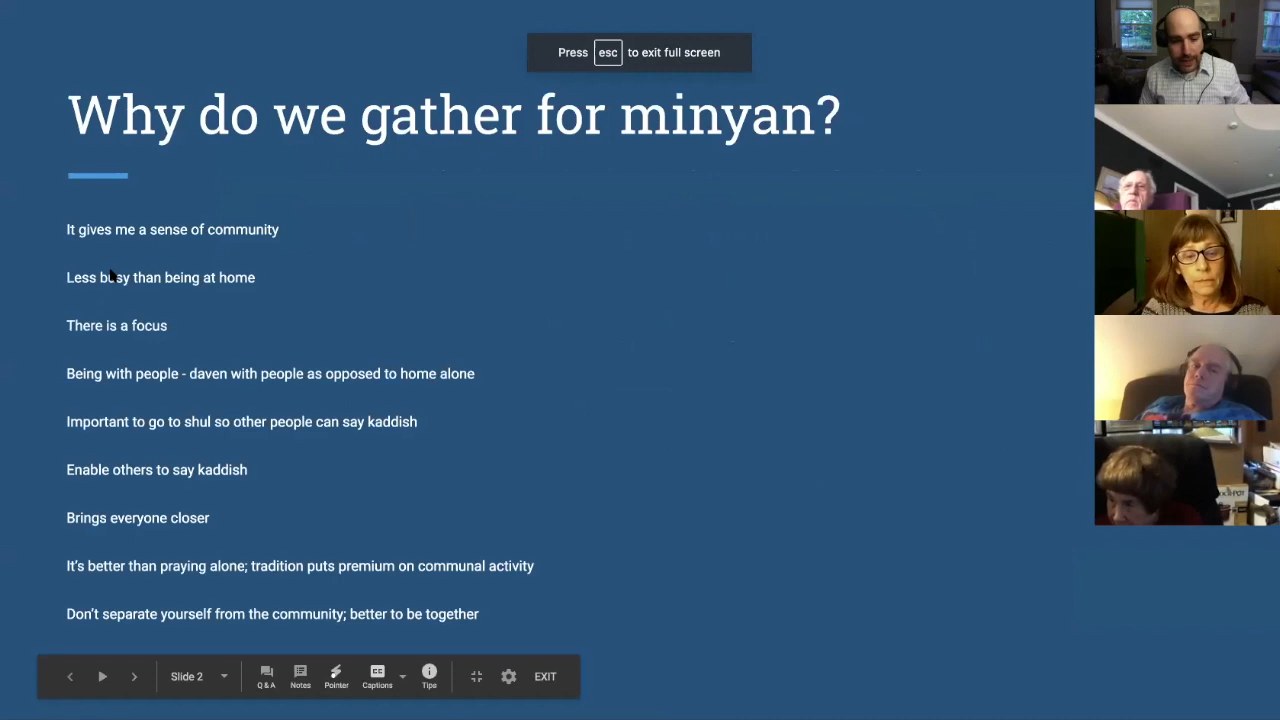 Press esc to exit full screen
Why do we gather for minyan?
It gives me a sense of community
Less busy than being at home
There is a focus
Being with people - daven with people as opposed to home alone
Important to go to shul so other people can say kaddish
Enable others to say kaddish
Brings everyone closer
It's better than praying alone; tradition puts premium on communal activity
Don't separate yourself from the community; better to be together
Slide 2
Q & A
Notes
Pointer
Captions
Tips
EXIT